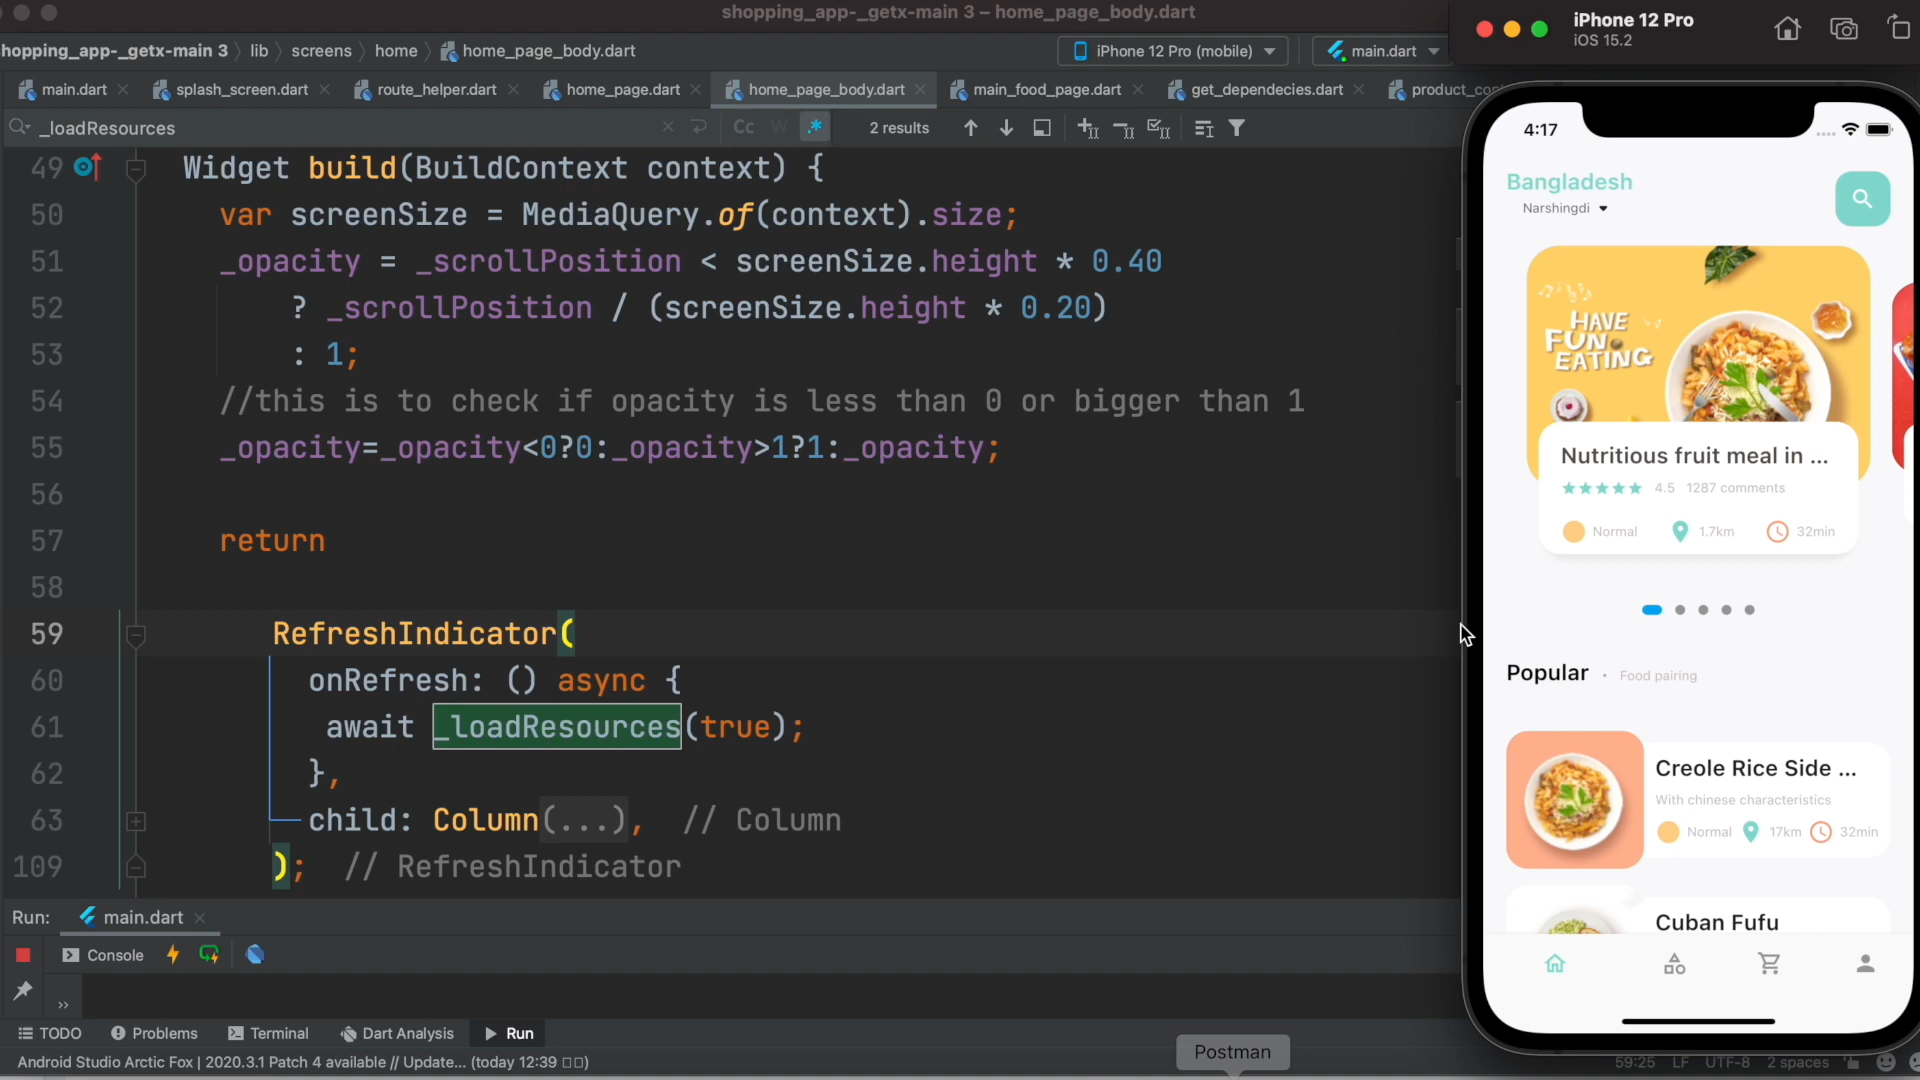 shopping_app-_getx-main 3 – home_page_body.dart
iPhone 12 Pro
iOS 15.2
hopping_app-_getx-main 3 lib screens home home_page_body.dart
iPhone 12 Pro (mobile)
main.dart
main.dart
splash_screen.dart
route_helper.dart
home_page.dart
home_page_body.dart
main_food_page.dart
get_dependecies.dart
_loadResources
Cc W .*
2 results
49 Widget build(BuildContext context) {
50 var screenSize = MediaQuery.of(context).size;
51 _opacity = _scrollPosition < screenSize.height * 0.40
52 ? _scrollPosition / (screenSize.height * 0.20)
53 : 1;
54 //this is to check if opacity is less than 0 or bigger than 1
55 _opacity=_opacity<0?0:_opacity>1?1:_opacity;
56
57 return
58
59 RefreshIndicator(
60 onRefresh: () async {
61 await _loadResources(true);
62 },
63 child: Column(...), // Column
109 ); // RefreshIndicator
4:17
Bangladesh
Narshingdi
HAVE
FUN
EATING
Nutritious fruit meal in ...
4.5 1287 comments
Normal 1.7km 32min
Popular . Food pairing
Creole Rice Side ...
With chinese characteristics
Normal 17km 32min
Cuban Fufu
Run: main.dart
Console
»
TODO Problems Terminal Dart Analysis Run
Android Studio Arctic Fox | 2020.3.1 Patch 4 available // Update... (today 12:39
Postman
59:25 LF UTF-8 2 spaces